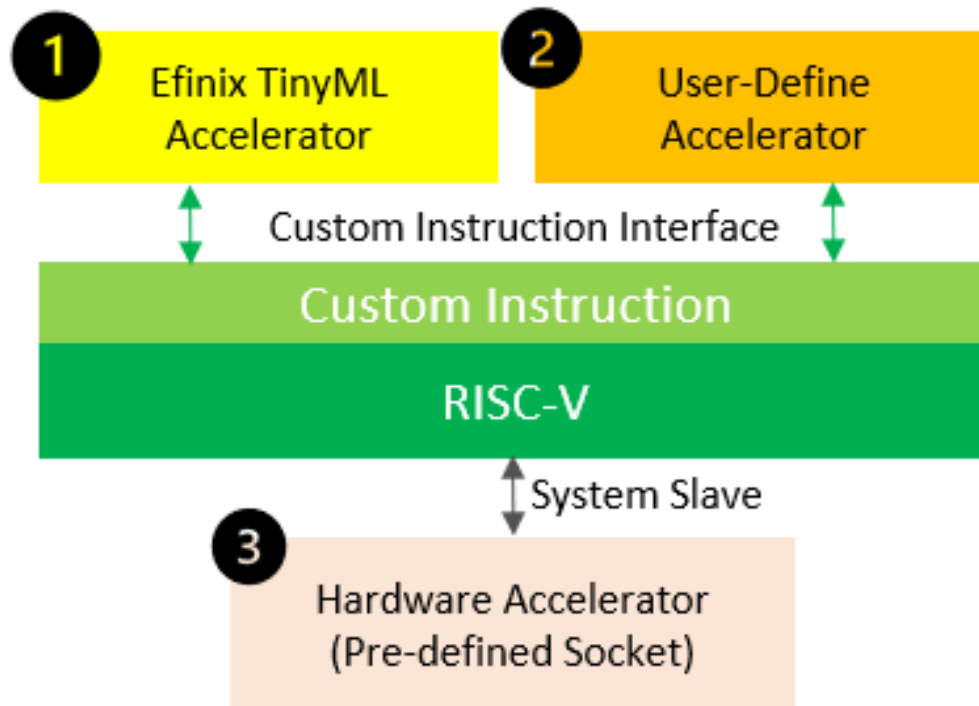 1
Efinix TinyML
Accelerator
2
User-Define
Accelerator
Custom Instruction Interface
Custom Instruction
RISC-V
System Slave
3
Hardware Accelerator
(Pre-defined Socket)